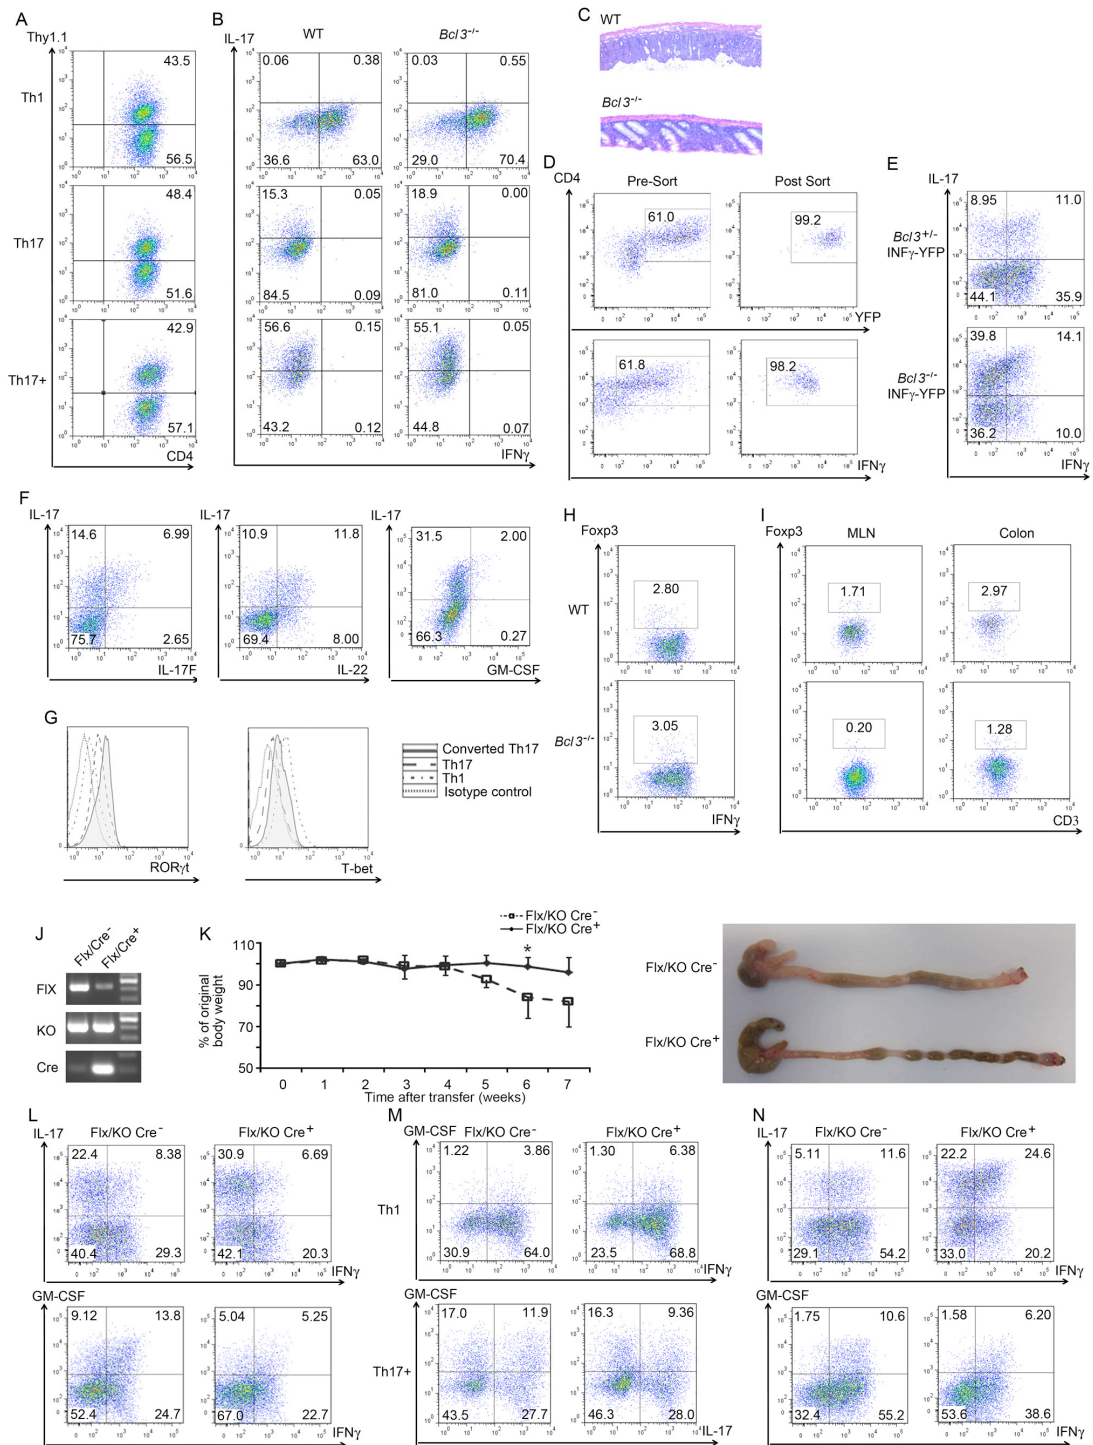 A
Thy1.1
Th1
43.5
56.5
Th17
48.4
51.6
Th17+
42.9
57.1
CD4
B
IL-17
WT
Bcl3-/-
0.06
0.38
0.03
0.55
36.6
63.0
29.0
70.4
15.3
0.05
18.9
0.00
84.5
0.09
81.0
0.11
56.6
0.15
55.1
0.05
43.2
0.12
44.8
0.07
IFNγ
C
WT
Bcl3-/-
D
CD4
Pre-Sort
Post Sort
61.0
99.2
YFP
61.8
98.2
IFNγ
E
IL-17
Bcl3+/-
INFγ-YFP
8.95
11.0
44.1
35.9
Bcl3-/-
INFγ-YFP
39.8
14.1
36.2
10.0
IFNγ
F
IL-17
14.6
6.99
75.7
2.65
IL-17F
IL-17
10.9
11.8
69.4
8.00
IL-22
IL-17
31.5
2.00
66.3
0.27
GM-CSF
G
RORγt
T-bet
Converted Th17
Th17
Th1
Isotype control
H
Foxp3
WT
2.80
Bcl3-/-
3.05
IFNγ
I
Foxp3
MLN
Colon
1.71
2.97
0.20
1.28
CD3
J
Flx/Cre-
Flx/Cre+
FlX
KO
Cre
K
Flx/KO Cre-
Flx/KO Cre+
*
% of original
body weight
110
90
70
50
0 1 2 3 4 5 6 7
Time after transfer (weeks)
Flx/KO Cre-
Flx/KO Cre+
L
IL-17
Flx/KO Cre-
Flx/KO Cre+
22.4
8.38
30.9
6.69
40.4
29.3
42.1
20.3
IFNγ
GM-CSF
9.12
13.8
5.04
5.25
52.4
24.7
67.0
22.7
IFNγ
M
GM-CSF
Flx/KO Cre-
Flx/KO Cre+
Th1
1.22
3.86
1.30
6.38
30.9
64.0
23.5
68.8
IFNγ
GM-CSF
Th17+
17.0
11.9
16.3
9.36
43.5
27.7
46.3
28.0
IL-17
N
IL-17
Flx/KO Cre-
Flx/KO Cre+
5.11
11.6
22.2
24.6
29.1
54.2
33.0
20.2
IFNγ
GM-CSF
1.75
10.6
1.58
6.20
32.4
55.2
53.6
38.6
IFNγ